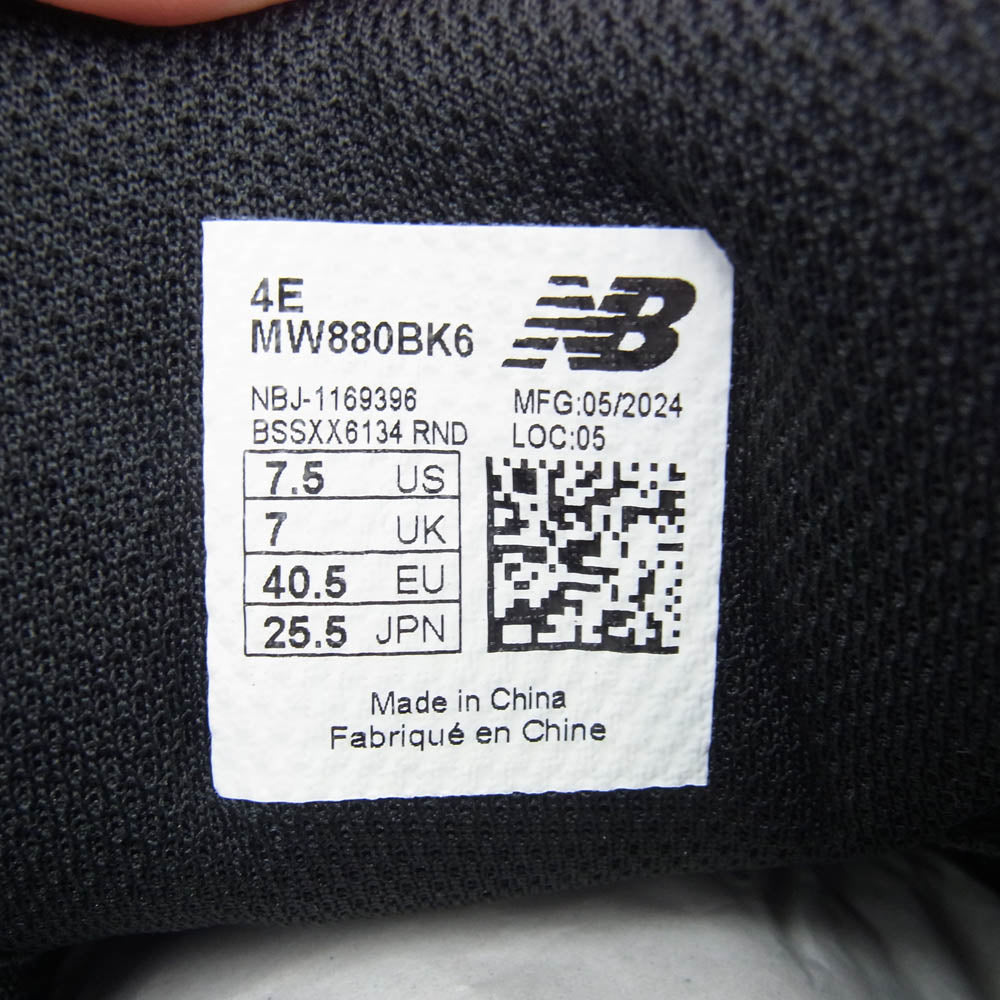 4E
MW880BK6
NB
NBJ-1169396
MFG:05/2024
BSSXX6134 RND
LOC:05
7.5 US
7 UK
40.5 EU
25.5 JPN
Made in China
Fabriqué en Chine